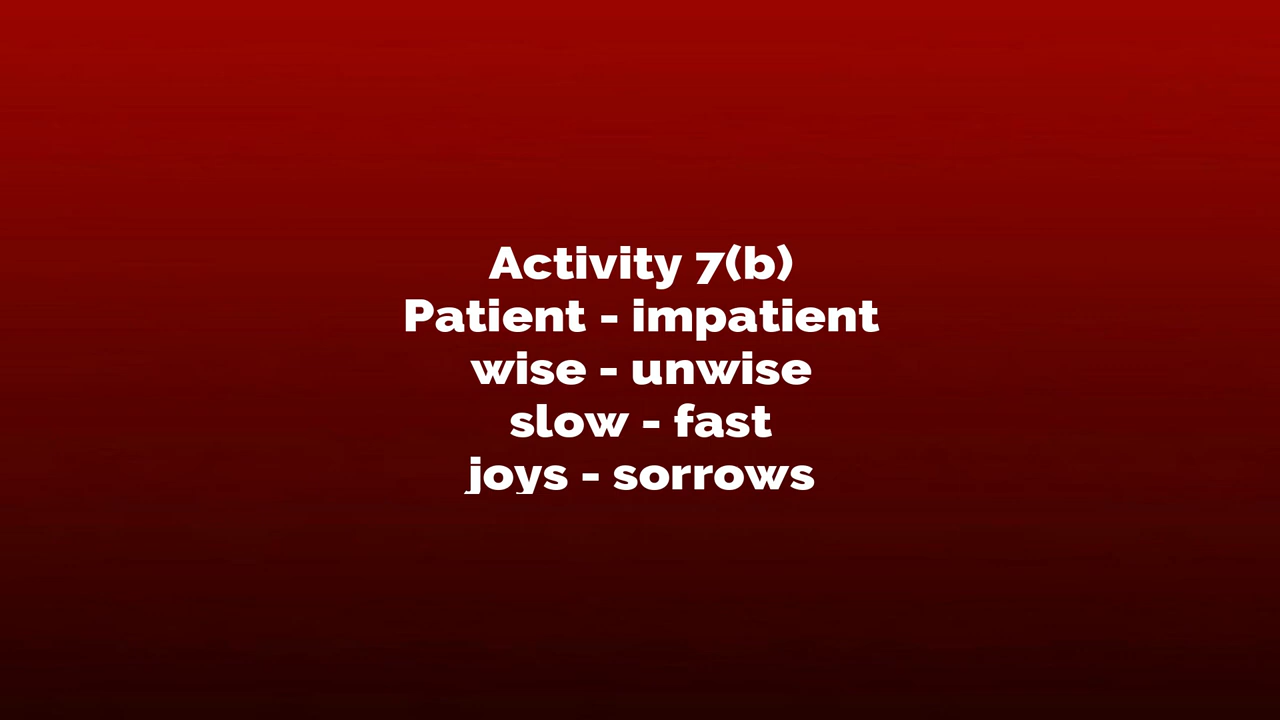 Activity 7(b)
Patient - impatient
wise - unwise
slow - fast
joys - sorrows